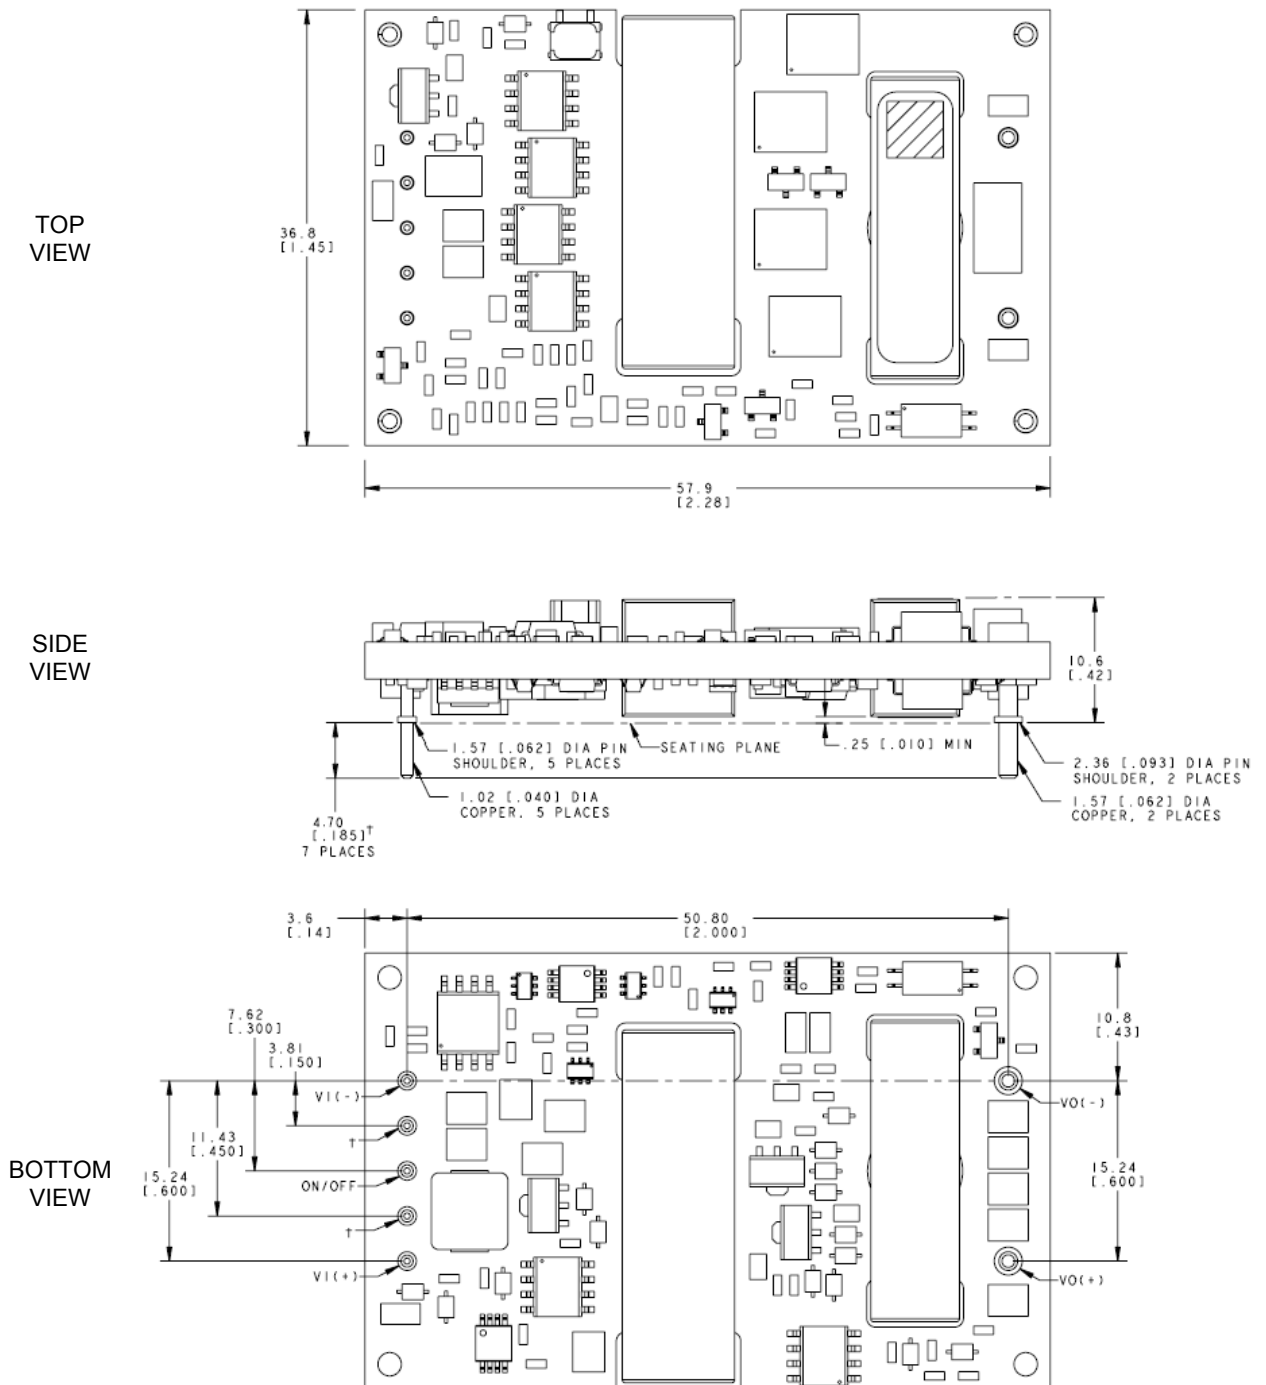 TOP
VIEW
36.8
[1.45]
57.9
[2.28]
SIDE
VIEW
10.6
[.42]
1.57 [.062] DIA PIN
SHOULDER, 5 PLACES
SEATING PLANE
.25 [.010] MIN
2.36 [.093] DIA PIN
SHOULDER, 2 PLACES
1.02 [.040] DIA
COPPER, 5 PLACES
1.57 [.062] DIA
COPPER, 2 PLACES
4.70
[.185]†
7 PLACES
3.6
[.14]
50.80
[2.000]
7.62
[.300]
3.81
[.150]
10.8
[.43]
VI(-)
VO(-)
†
11.43
[.450]
BOTTOM
VIEW
15.24
[.600]
ON/OFF
15.24
[.600]
†
VI(+)
VO(+)